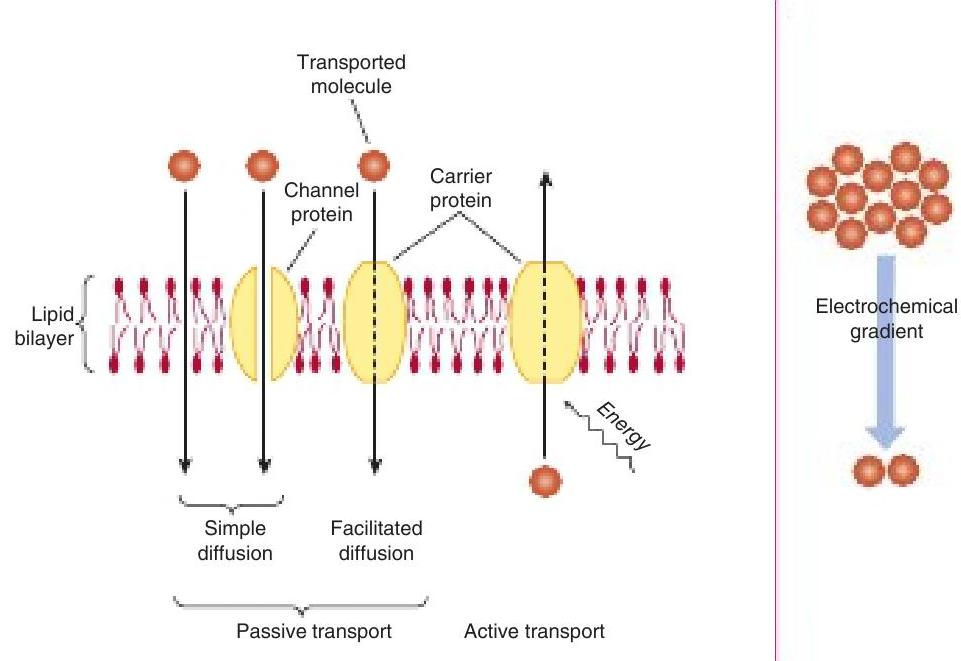 Transported
molecule
Channel
protein
Carrier
protein
Lipid
bilayer
Energy
Simple
diffusion
Facilitated
diffusion
Passive transport
Active transport
Electrochemical
gradient